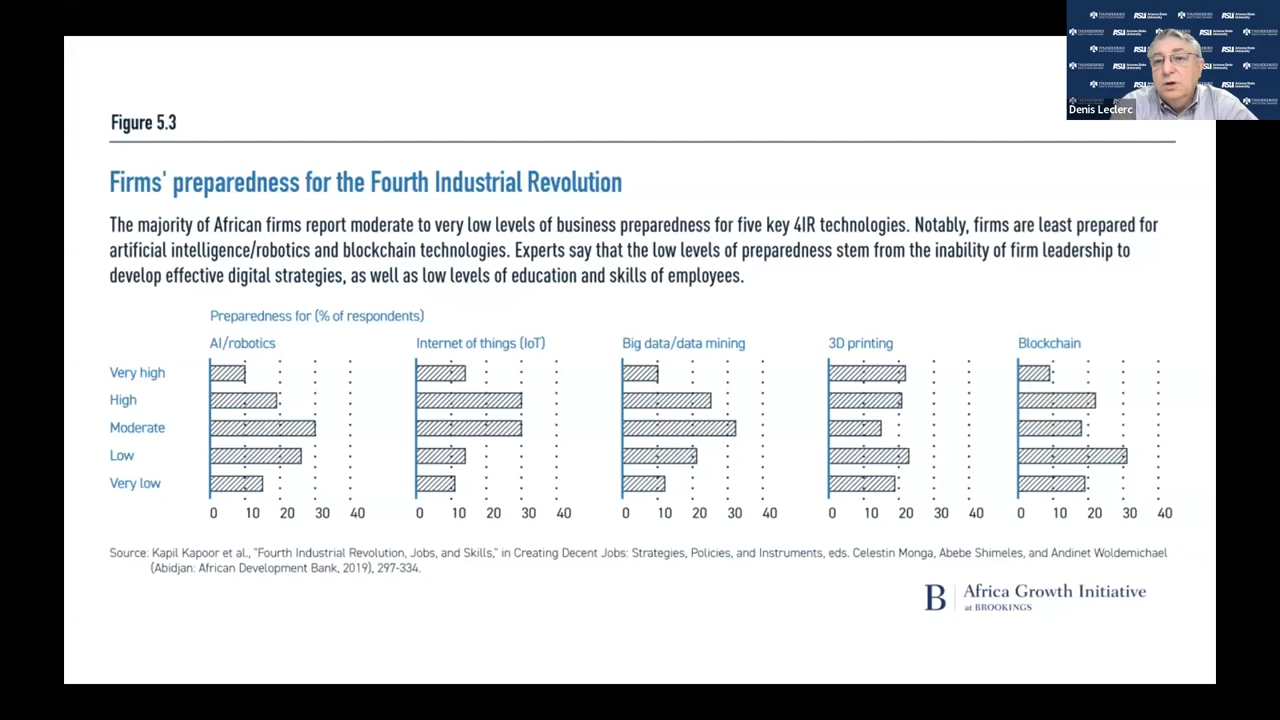 THUNDERBIRD
ASU Arizona State University
Denis Leclerc
Figure 5.3
Firms' preparedness for the Fourth Industrial Revolution
The majority of African firms report moderate to very low levels of business preparedness for five key 4IR technologies. Notably, firms are least prepared for
artificial intelligence/robotics and blockchain technologies. Experts say that the low levels of preparedness stem from the inability of firm leadership to
develop effective digital strategies, as well as low levels of education and skills of employees.
Preparedness for (% of respondents)
AI/robotics Internet of things (IoT) Big data/data mining 3D printing Blockchain
Very high
High
Moderate
Low
Very low
0 10 20 30 40 0 10 20 30 40 0 10 20 30 40 0 10 20 30 40 0 10 20 30 40
Source: Kapil Kapoor et al., "Fourth Industrial Revolution, Jobs, and Skills," in Creating Decent Jobs: Strategies, Policies, and Instruments, eds. Celestin Monga, Abebe Shimeles, and Andinet Woldemichael
(Abidjan: African Development Bank, 2019), 297-334.
B Africa Growth Initiative
at BROOKINGS